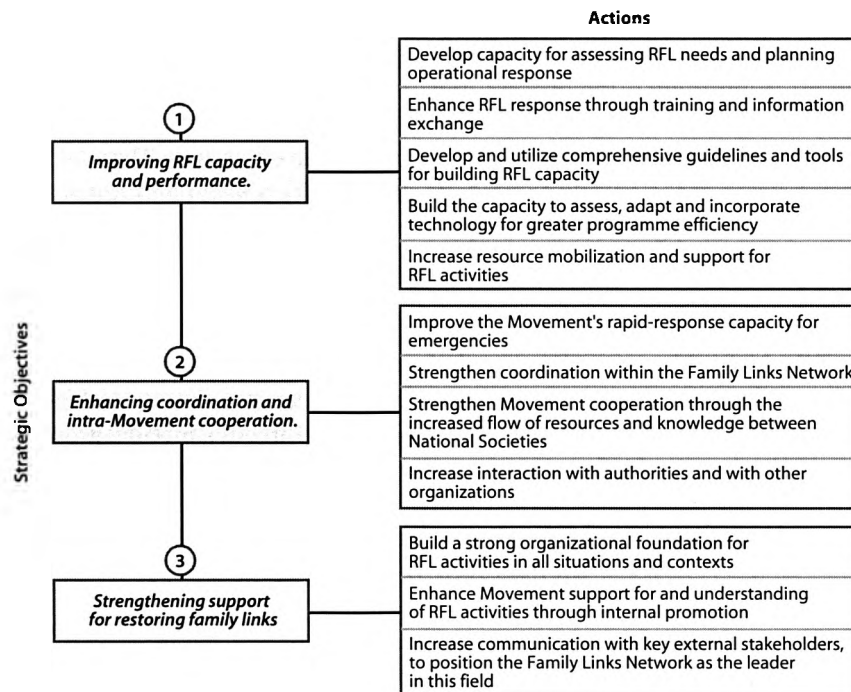 Actions
Strategic Objectives
1
Improving RFL capacity
and performance.
Develop capacity for assessing RFL needs and planning
operational response
Enhance RFL response through training and information
exchange
Develop and utilize comprehensive guidelines and tools
for building RFL capacity
Build the capacity to assess, adapt and incorporate
technology for greater programme efficiency
Increase resource mobilization and support for
RFL activities
2
Enhancing coordination and
intra-Movement cooperation.
Improve the Movement's rapid-response capacity for
emergencies
Strengthen coordination within the Family Links Network
Strengthen Movement cooperation through the
increased flow of resources and knowledge between
National Societies
Increase interaction with authorities and with other
organizations
3
Strengthening support
for restoring family links
Build a strong organizational foundation for
RFL activities in all situations and contexts
Enhance Movement support for and understanding
of RFL activities through internal promotion
Increase communication with key external stakeholders,
to position the Family Links Network as the leader
in this field